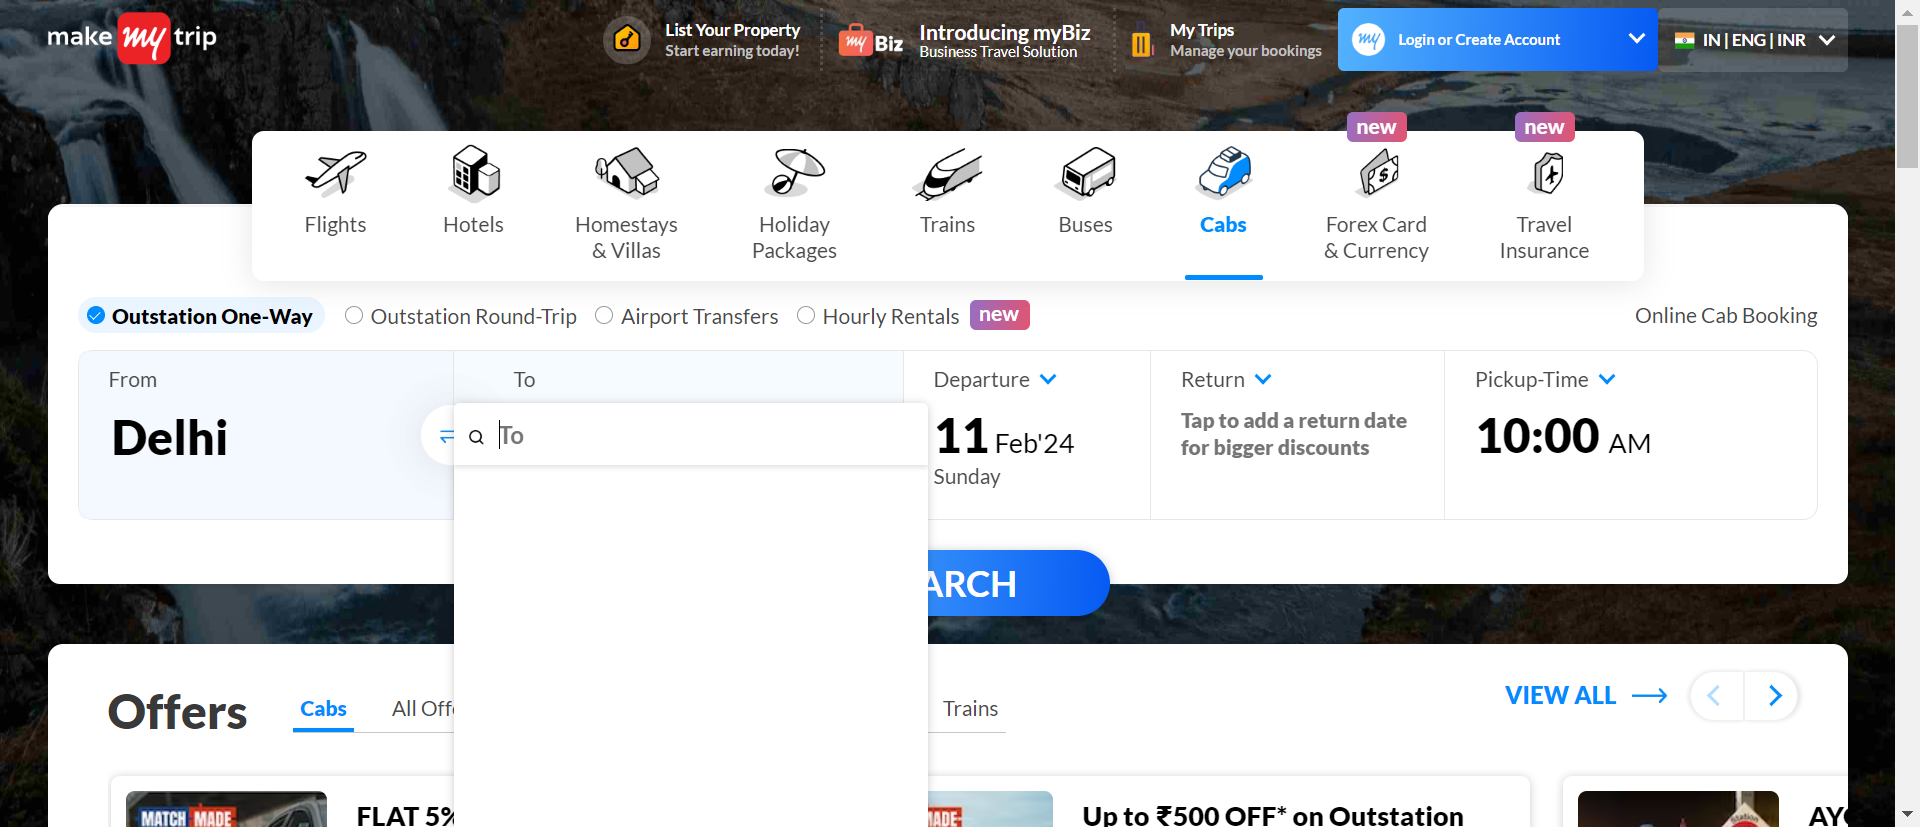 make my trip
List Your Property
Start earning today!
my Biz
Introducing myBiz
Business Travel Solution
My Trips
Manage your bookings
my
Login or Create Account
IN | ENG | INR
new
new
Flights
Hotels
Homestays
& Villas
Holiday
Packages
Trains
Buses
Cabs
Forex Card
& Currency
Travel
Insurance
Outstation One-Way
Outstation Round-Trip
Airport Transfers
Hourly Rentals
new
Online Cab Booking
From
To
Departure
Return
Pickup-Time
Delhi
To
11 Feb'24
Sunday
Tap to add a return date
for bigger discounts
10:00 AM
ARCH
Offers
Cabs
All Off
Trains
VIEW ALL
MATCH MADE
FLAT 5%
MADE
Up to ₹500 OFF* on Outstation